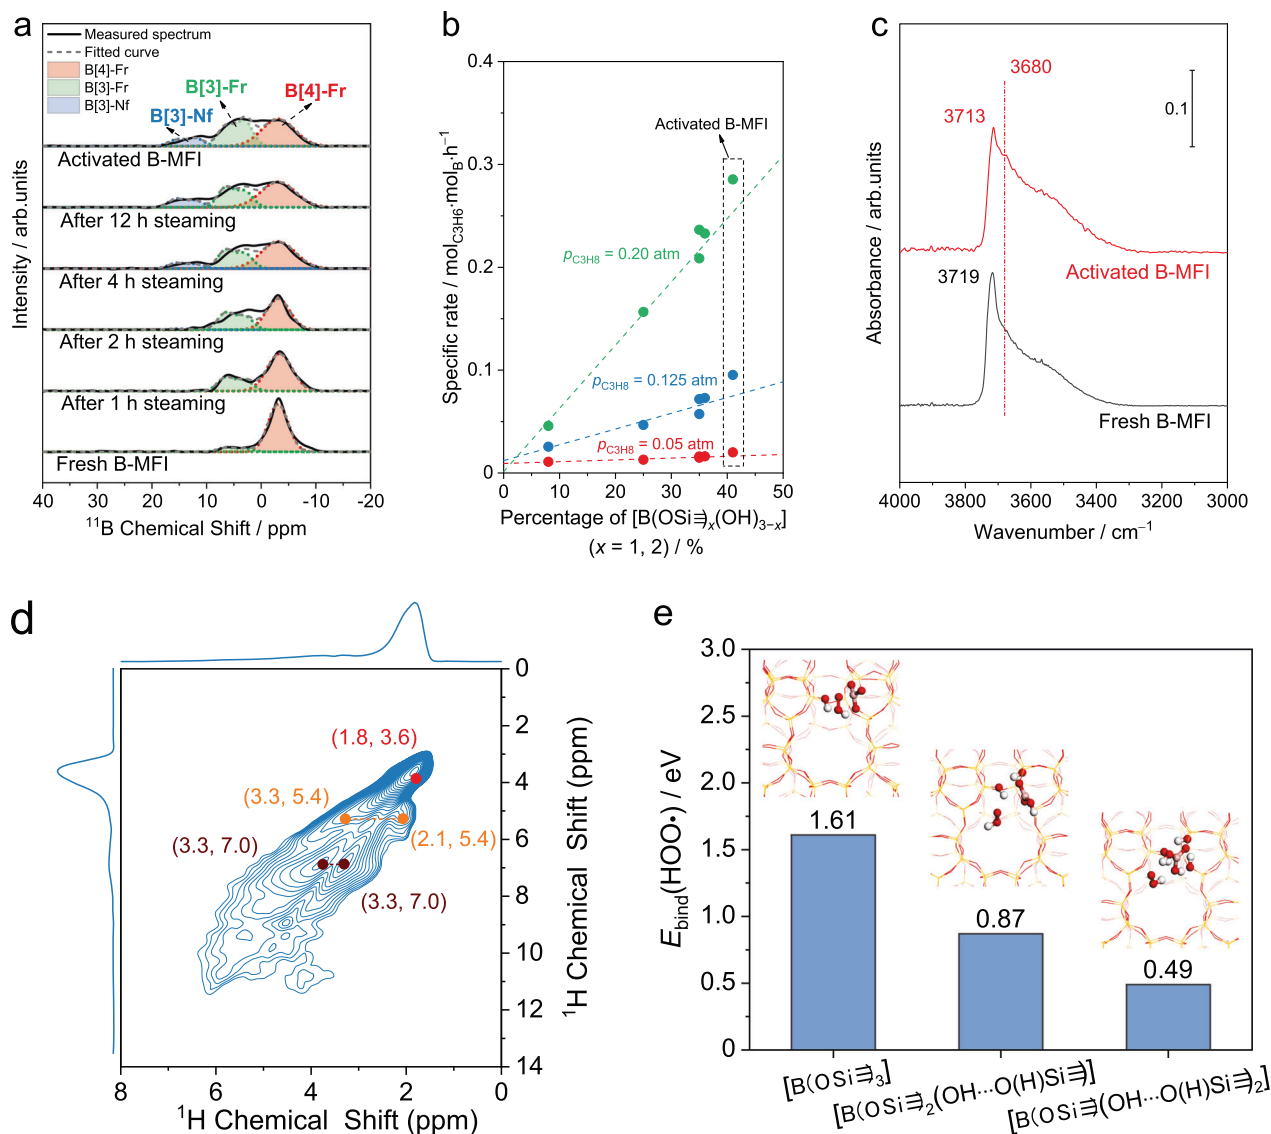 a
Measured spectrum
Fitted curve
B[4]-Fr
B[3]-Fr
B[3]-Nf
B[3]-Fr
B[4]-Fr
B[3]-Nf
Activated B-MFI
After 12 h steaming
After 4 h steaming
After 2 h steaming
After 1 h steaming
Fresh B-MFI
Intensity / arb.units
40 30 20 10 0 -10 -20
¹¹B Chemical Shift / ppm
b
0.4
0.3
0.2
0.1
0
Activated B-MFI
pC3H8 = 0.20 atm
pC3H8 = 0.125 atm
pC3H8 = 0.05 atm
Specific rate / molC3H6·molB·h⁻¹
0 10 20 30 40 50
Percentage of [B(OSi≡)x(OH)3−x]
(x = 1, 2) / %
c
3680
3713
0.1
Activated B-MFI
3719
Fresh B-MFI
Absorbance / arb.units
4000 3800 3600 3400 3200 3000
Wavenumber / cm⁻¹
d
0
2
4
6
8
10
12
14
(1.8, 3.6)
(3.3, 5.4)
(2.1, 5.4)
(3.3, 7.0)
(3.3, 7.0)
¹H Chemical Shift (ppm)
8 6 4 2 0
¹H Chemical Shift (ppm)
e
3.0
2.5
2.0
1.5
1.0
0.5
0
1.61
0.87
0.49
Ebind(HOO•) / eV
[B(OSi≡)3]
[B(OSi≡)2(OH···O(H)Si≡)]
[B(OSi≡)(OH···O(H)Si≡)2]